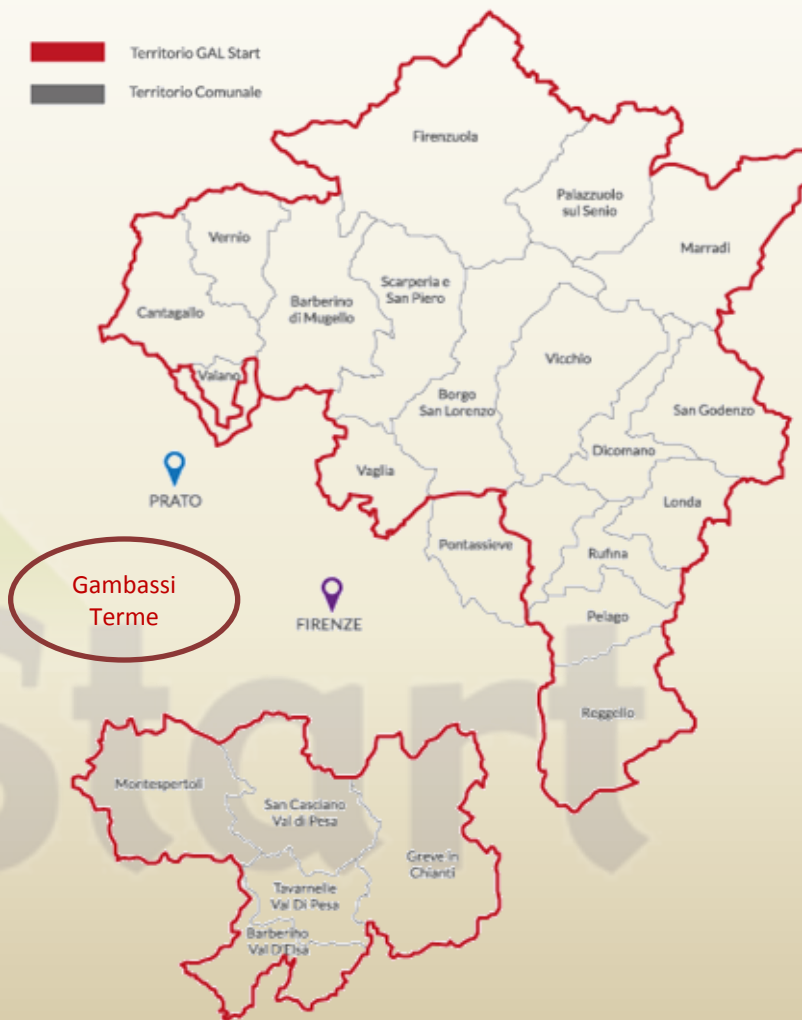 Territorio GAL Start
Territorio Comunale
Firenzuola
Palazzuolo
sul Senio
Marradi
Vernio
Scarperia e
San Piero
Cantagallo
Barberino
di Mugello
Vicchio
Vaiano
Borgo
San Lorenzo
San Godenzo
Dicomano
Vaglia
PRATO
Londa
Pontassieve
Rufina
Gambassi
Terme
FIRENZE
Pelago
Start
Reggello
Montespertoli
San Casciano
Val di Pesa
Greve in
Chianti
Tavarnelle
Val Di Pesa
Barberino
Val D'Elsa